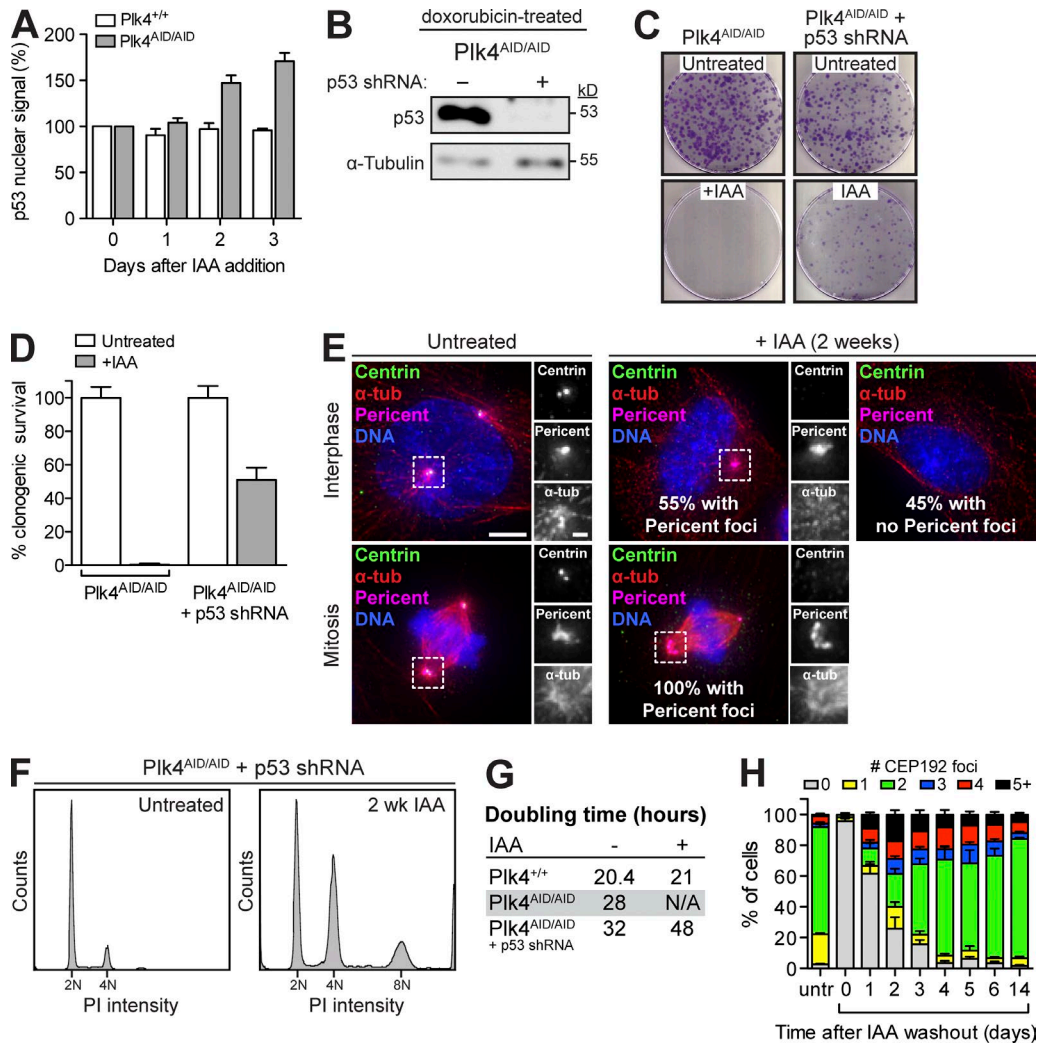 A
Plk4+/+
Plk4AID/AID
p53 nuclear signal (%)
200
150
100
50
0
0 1 2 3
Days after IAA addition
B
doxorubicin-treated
Plk4AID/AID
p53 shRNA: – +
kD
p53
53
α-Tubulin
55
C
Plk4AID/AID
Plk4AID/AID +
p53 shRNA
Untreated
Untreated
+IAA
IAA
D
Untreated
+IAA
% clonogenic survival
100
80
60
40
20
0
Plk4AID/AID
Plk4AID/AID
+ p53 shRNA
E
Untreated
+ IAA (2 weeks)
Interphase
Centrin
α-tub
Pericent
DNA
Centrin
Pericent
α-tub
Centrin
α-tub
Pericent
DNA
55% with
Pericent foci
Centrin
Pericent
α-tub
Centrin
α-tub
Pericent
DNA
45% with
no Pericent foci
Mitosis
Centrin
α-tub
Pericent
DNA
Centrin
Pericent
α-tub
Centrin
α-tub
Pericent
DNA
100% with
Pericent foci
Centrin
Pericent
α-tub
F
Plk4AID/AID + p53 shRNA
Untreated
Counts
2N 4N
PI intensity
2 wk IAA
Counts
2N 4N 8N
PI intensity
G
Doubling time (hours)
IAA - +
Plk4+/+ 20.4 21
Plk4AID/AID 28 N/A
Plk4AID/AID 32 48
+ p53 shRNA
H
# CEP192 foci
0 1 2 3 4 5+
% of cells
100
80
60
40
20
0
untr 0 1 2 3 4 5 6 14
Time after IAA washout (days)